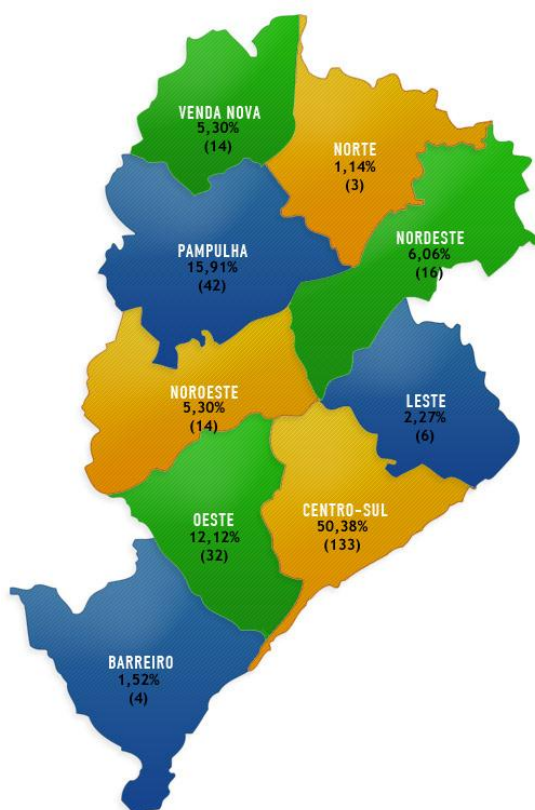 VENDA NOVA
5,30%
(14)
NORTE
1,14%
(3)
NORDESTE
6,06%
(16)
PAMPULHA
15,91%
(42)
NOROESTE
5,30%
(14)
LESTE
2,27%
(6)
OESTE
12,12%
(32)
CENTRO-SUL
50,38%
(133)
BARREIRO
1,52%
(4)